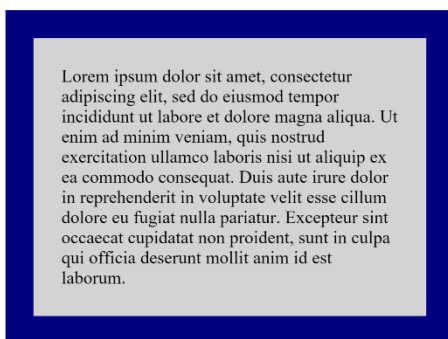 Lorem ipsum dolor sit amet, consectetur
adipiscing elit, sed do eiusmod tempor
incididunt ut labore et dolore magna aliqua. Ut
enim ad minim veniam, quis nostrud
exercitation ullamco laboris nisi ut aliquip ex
ea commodo consequat. Duis aute irure dolor
in reprehenderit in voluptate velit esse cillum
dolore eu fugiat nulla pariatur. Excepteur sint
occaecat cupidatat non proident, sunt in culpa
qui officia deserunt mollit anim id est
laborum.